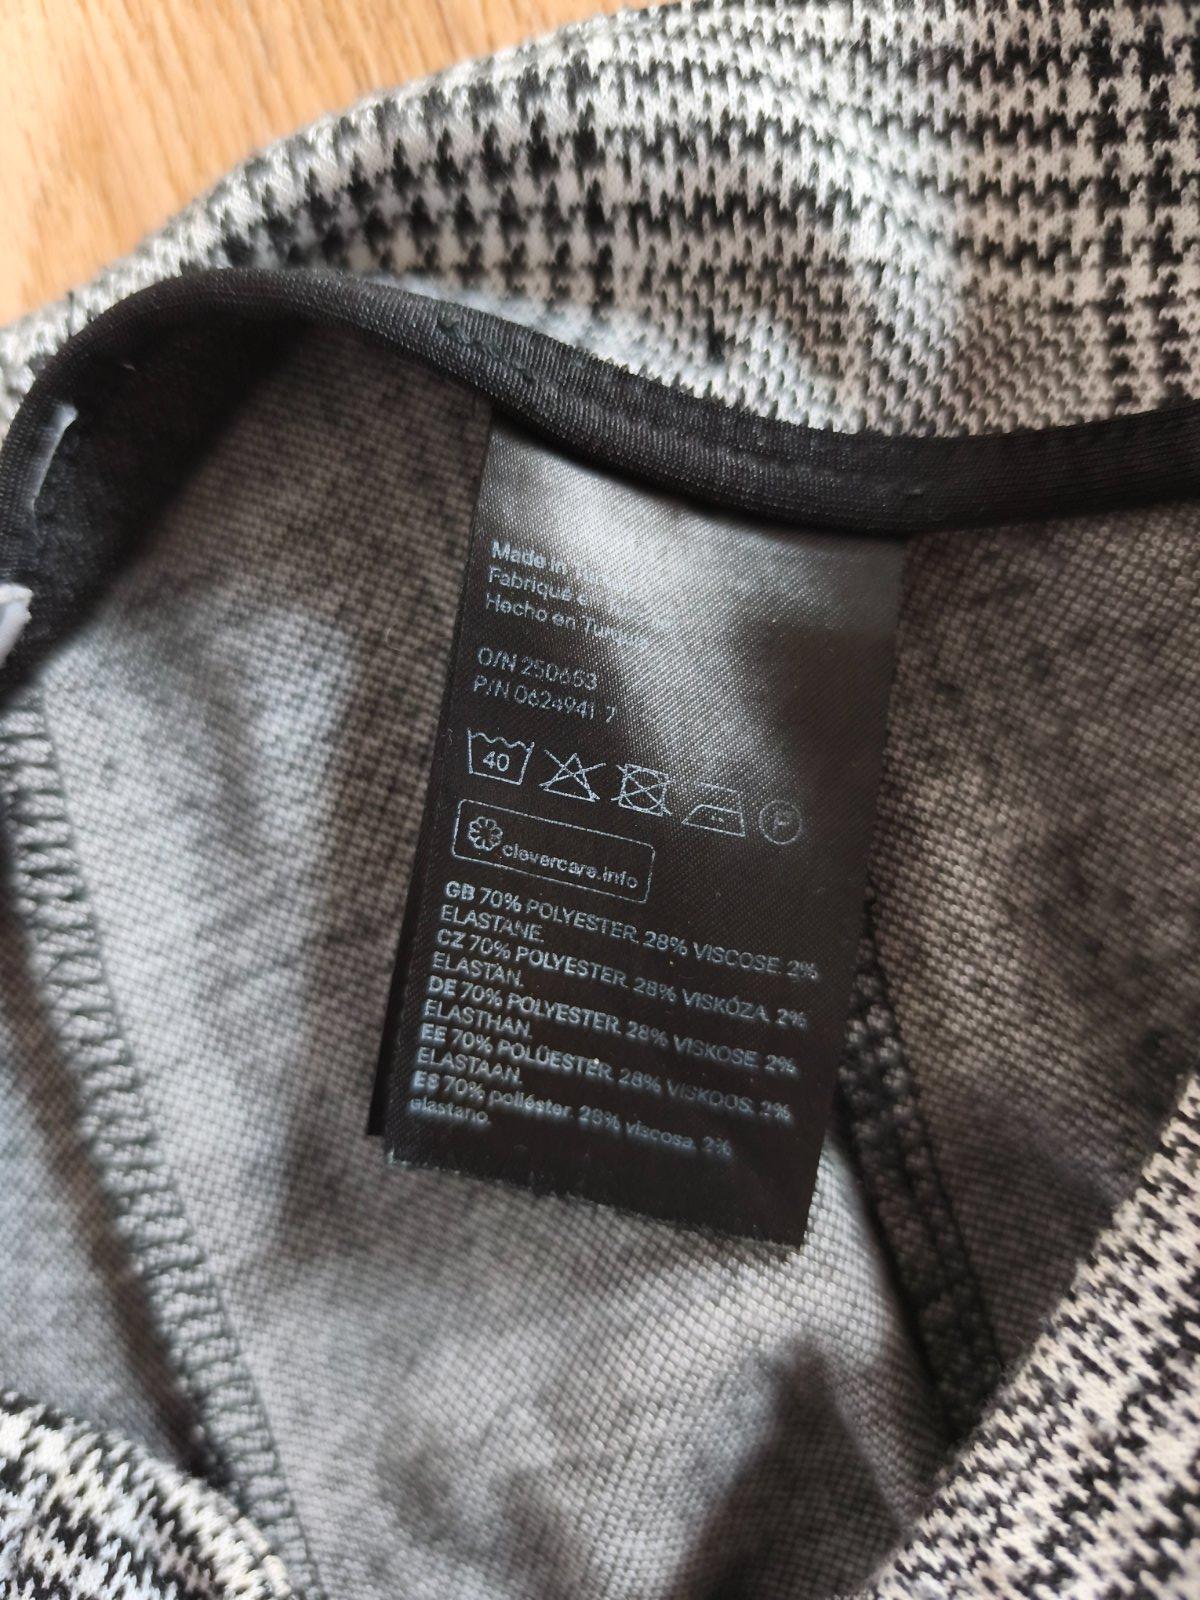 Made in
Fabriqué en
Hecho en
O/N 250653
P/N 0624941 7
40
P
clevercare.info
GB 70% POLYESTER. 28% VISCOSE. 2%
ELASTANE.
CZ 70% POLYESTER. 28% VISKÓZA. 2%
ELASTAN.
DE 70% POLYESTER. 28% VISKOSE. 2%
ELASTHAN.
EE 70% POLÜESTER. 28% VISKOOS. 2%
ELASTAAN.
ES 70% poliéster. 28% viscosa. 2%
elastano.